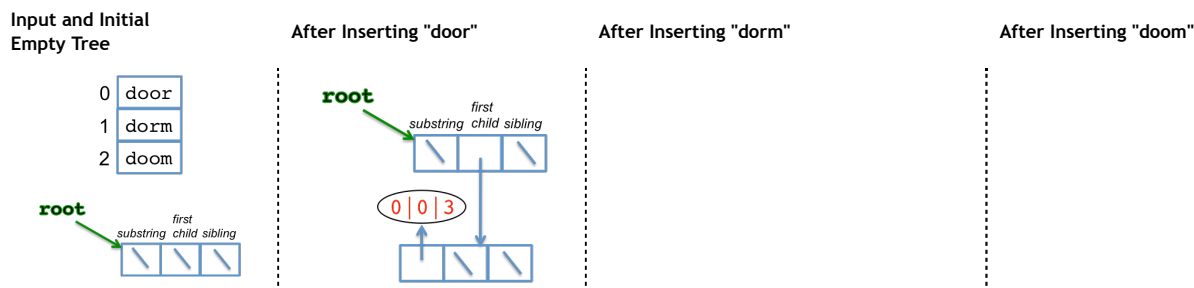 Input and Initial
Empty Tree
After Inserting "door"
After Inserting "dorm"
After Inserting "doom"
0 door
1 dorm
2 doom
root
first
substring child sibling
root
first
substring child sibling
0|0|3